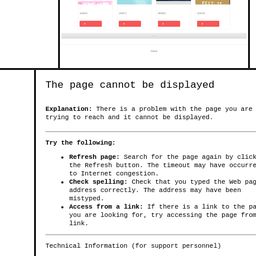 The page cannot be displayed
Explanation: There is a problem with the page you are
trying to reach and it cannot be displayed.
Try the following:
• Refresh page: Search for the page again by click
the Refresh button. The timeout may have occurre
to Internet congestion.
• Check spelling: Check that you typed the Web pag
address correctly. The address may have been
mistyped.
• Access from a link: If there is a link to the pa
you are looking for, try accessing the page from
link.
Technical Information (for support personnel)